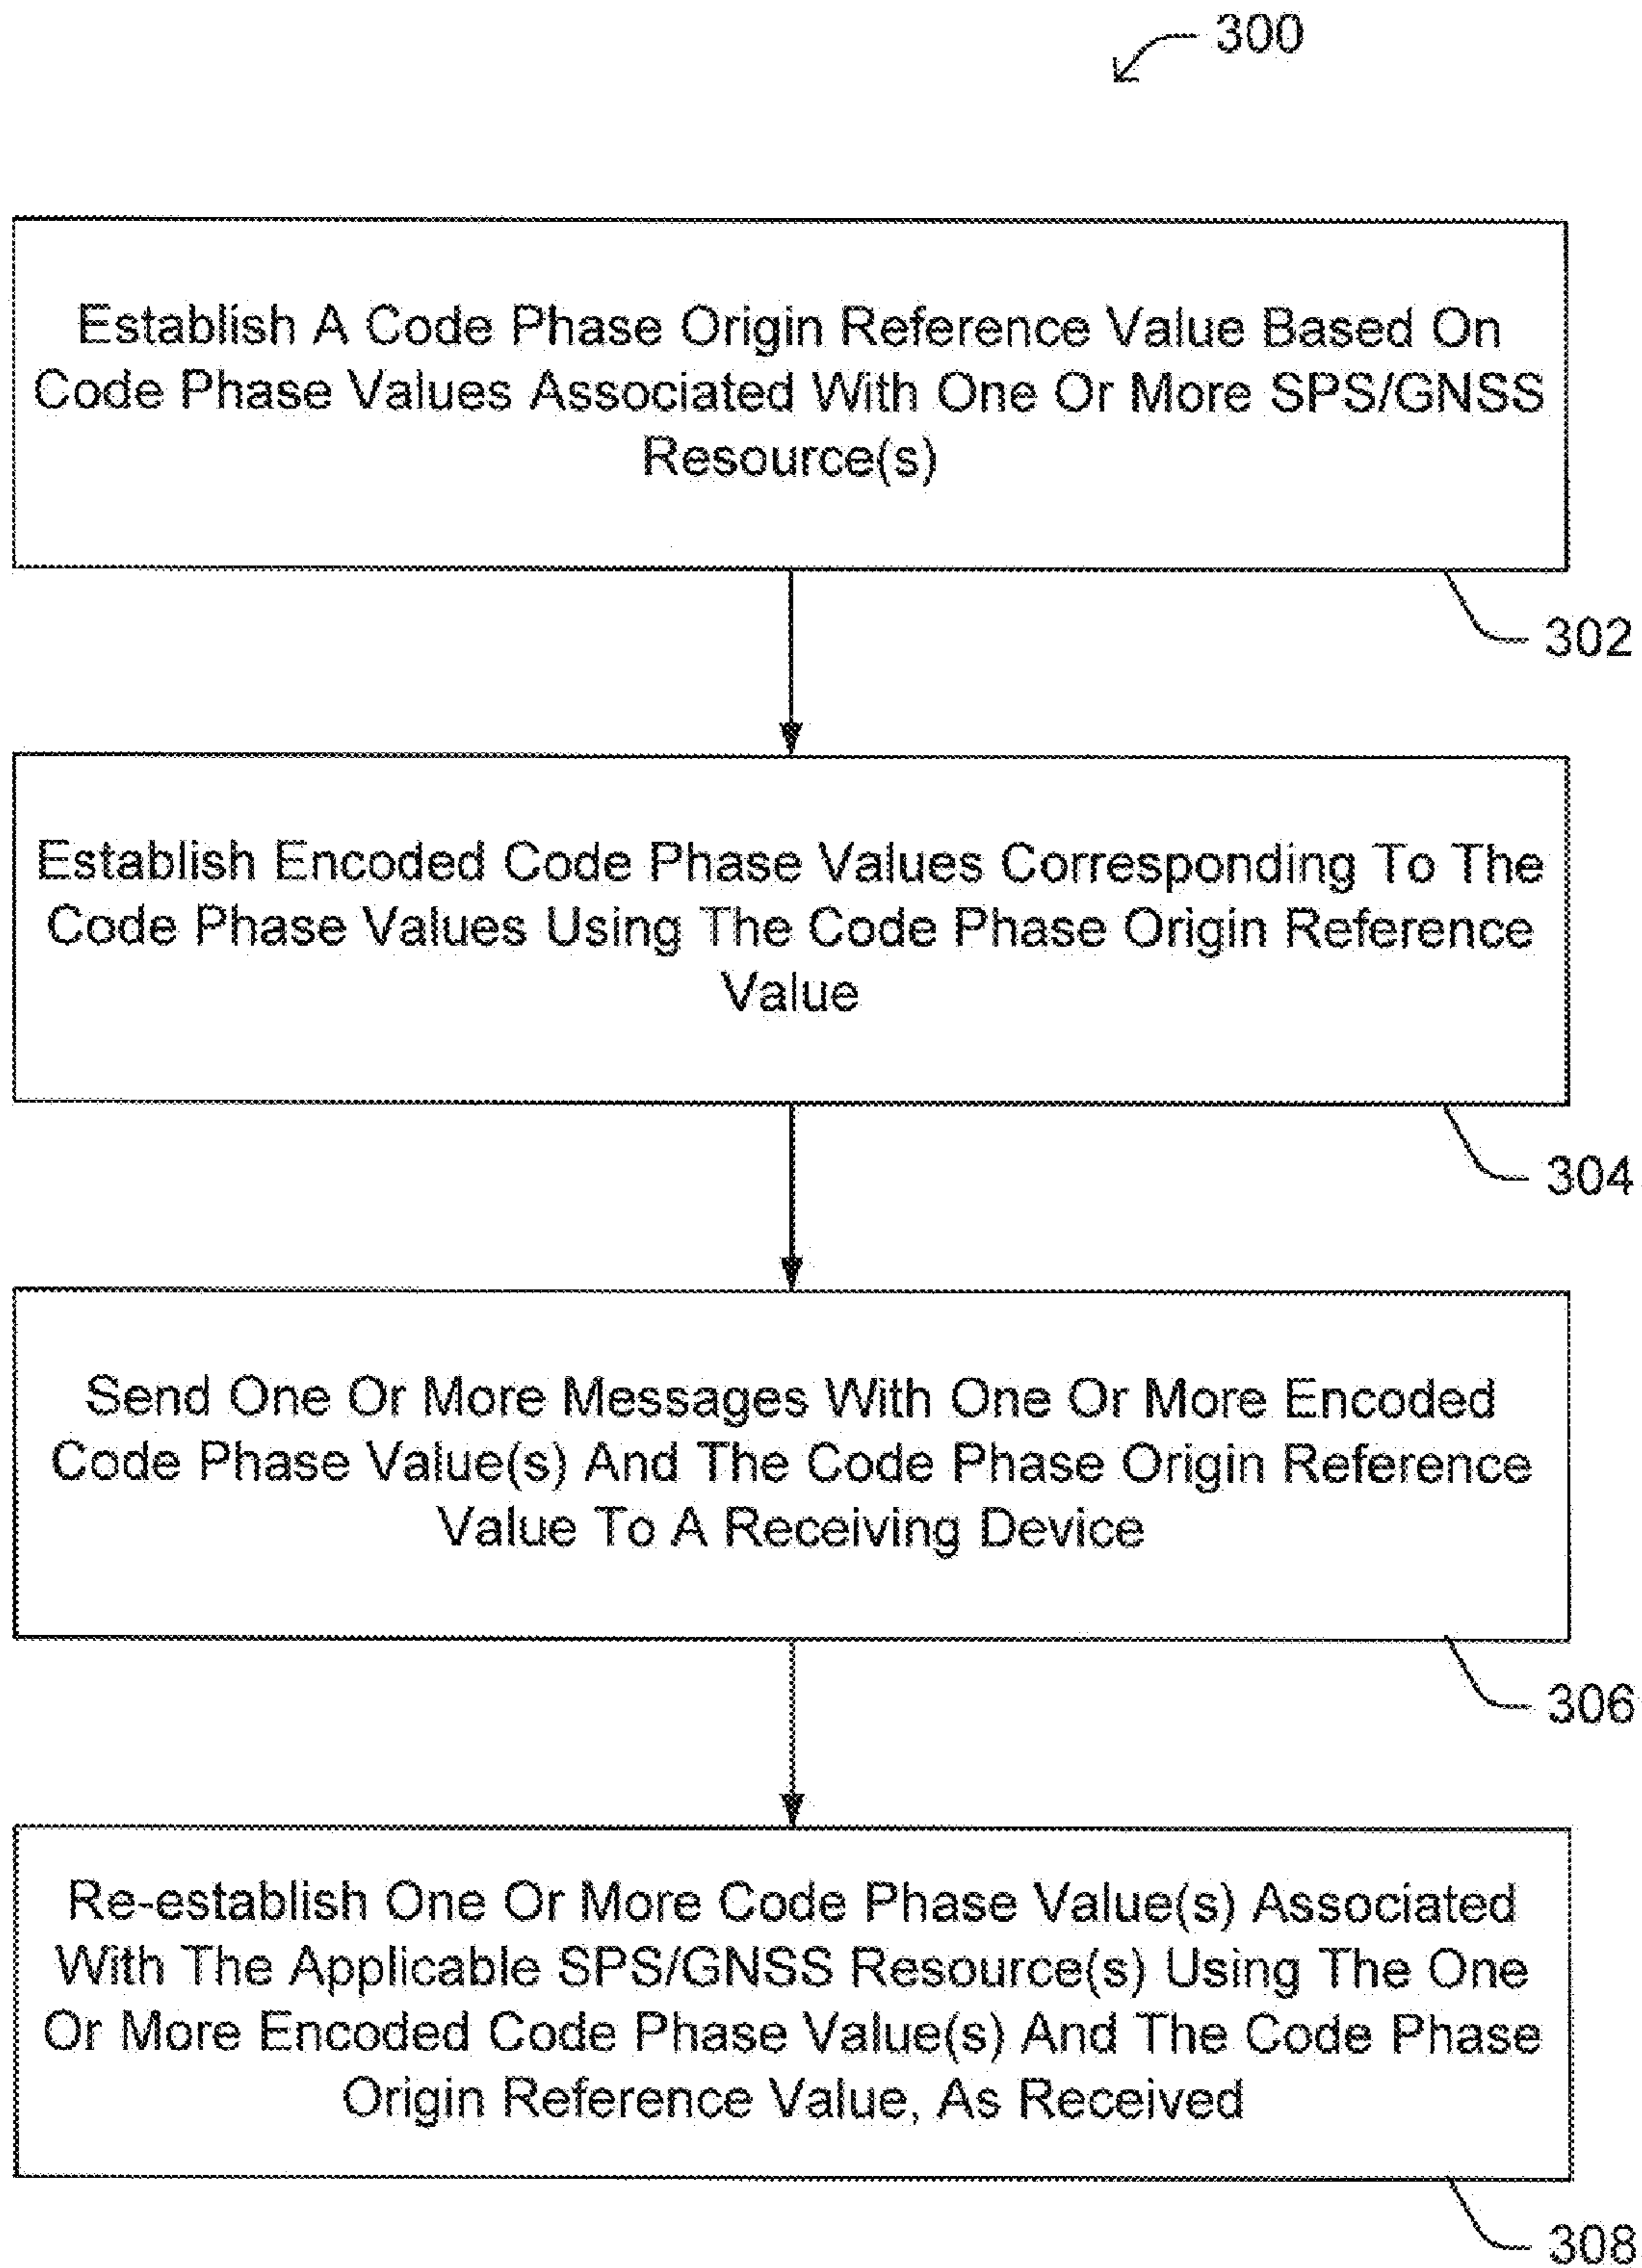 300
Establish A Code Phase Origin Reference Value Based On
Code Phase Values Associated With One Or More SPS/GNSS
Resource(s)
302
Establish Encoded Code Phase Values Corresponding To The
Code Phase Values Using The Code Phase Origin Reference
Value
304
Send One Or More Messages With One Or More Encoded
Code Phase Value(s) And The Code Phase Origin Reference
Value To A Receiving Device
306
Re-establish One Or More Code Phase Value(s) Associated
With The Applicable SPS/GNSS Resource(s) Using The One
Or More Encoded Code Phase Value(s) And The Code Phase
Origin Reference Value, As Received
308